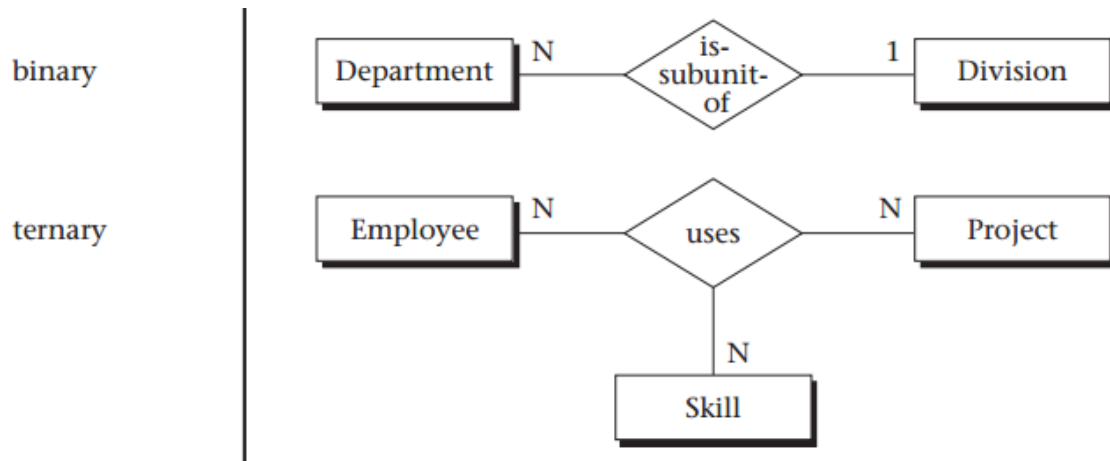 binary
Department
N
is-
subunit-
of
1
Division
ternary
Employee
N
uses
N
Project
N
Skill